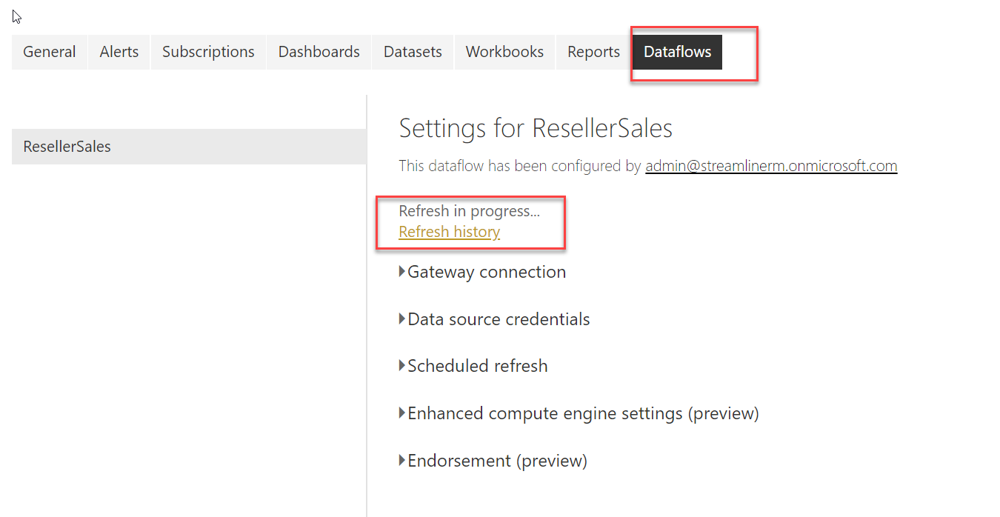 General Alerts Subscriptions Dashboards Datasets Workbooks Reports Dataflows
ResellerSales
Settings for ResellerSales
This dataflow has been configured by admin@streamlinerm.onmicrosoft.com
Refresh in progress...
Refresh history
Gateway connection
Data source credentials
Scheduled refresh
Enhanced compute engine settings (preview)
Endorsement (preview)